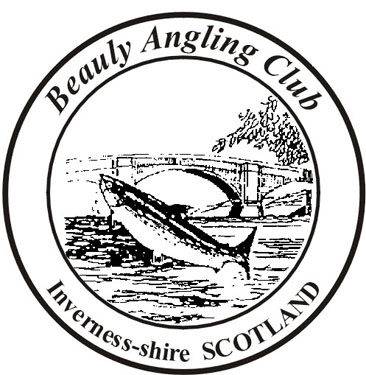 Beauly Angling Club
Inverness-shire SCOTLAND